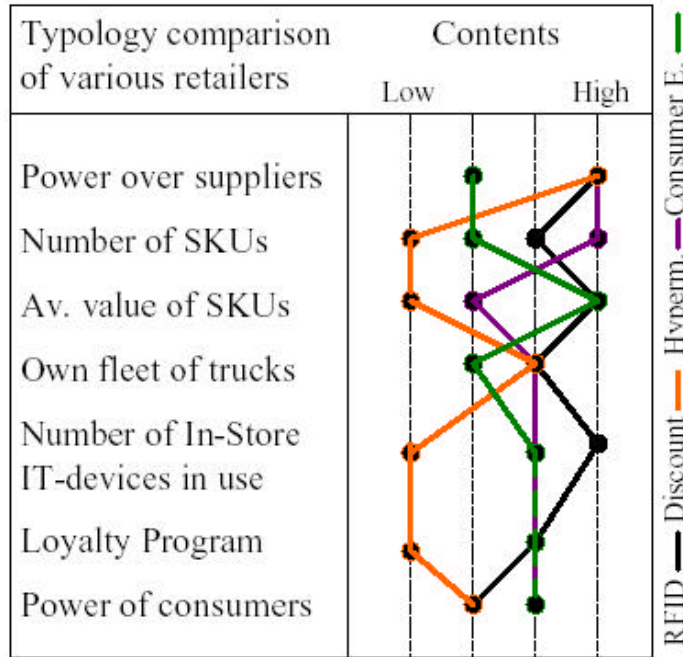 Typology comparison
of various retailers
Contents
Low
High
Power over suppliers
Number of SKUs
Av. value of SKUs
Own fleet of trucks
Number of In-Store
IT-devices in use
Loyalty Program
Power of consumers
RFID Discount Hyperm. Consumer E.